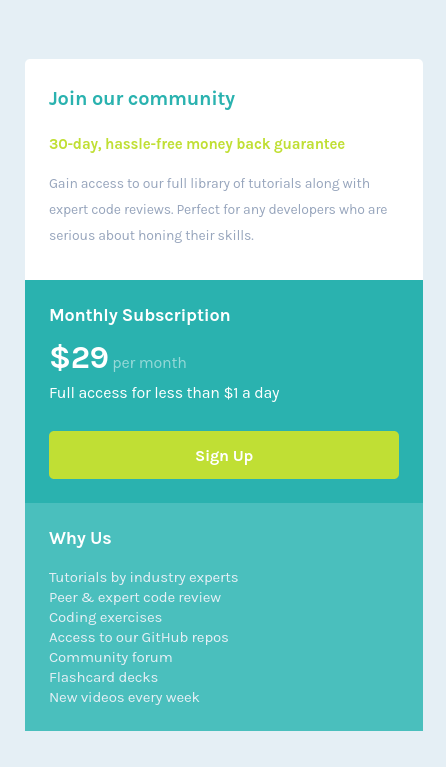 Join our community
30-day, hassle-free money back guarantee
Gain access to our full library of tutorials along with
expert code reviews. Perfect for any developers who are
serious about honing their skills.
Monthly Subscription
$29 per month
Full access for less than $1 a day
Sign Up
Why Us
Tutorials by industry experts
Peer & expert code review
Coding exercises
Access to our GitHub repos
Community forum
Flashcard decks
New videos every week